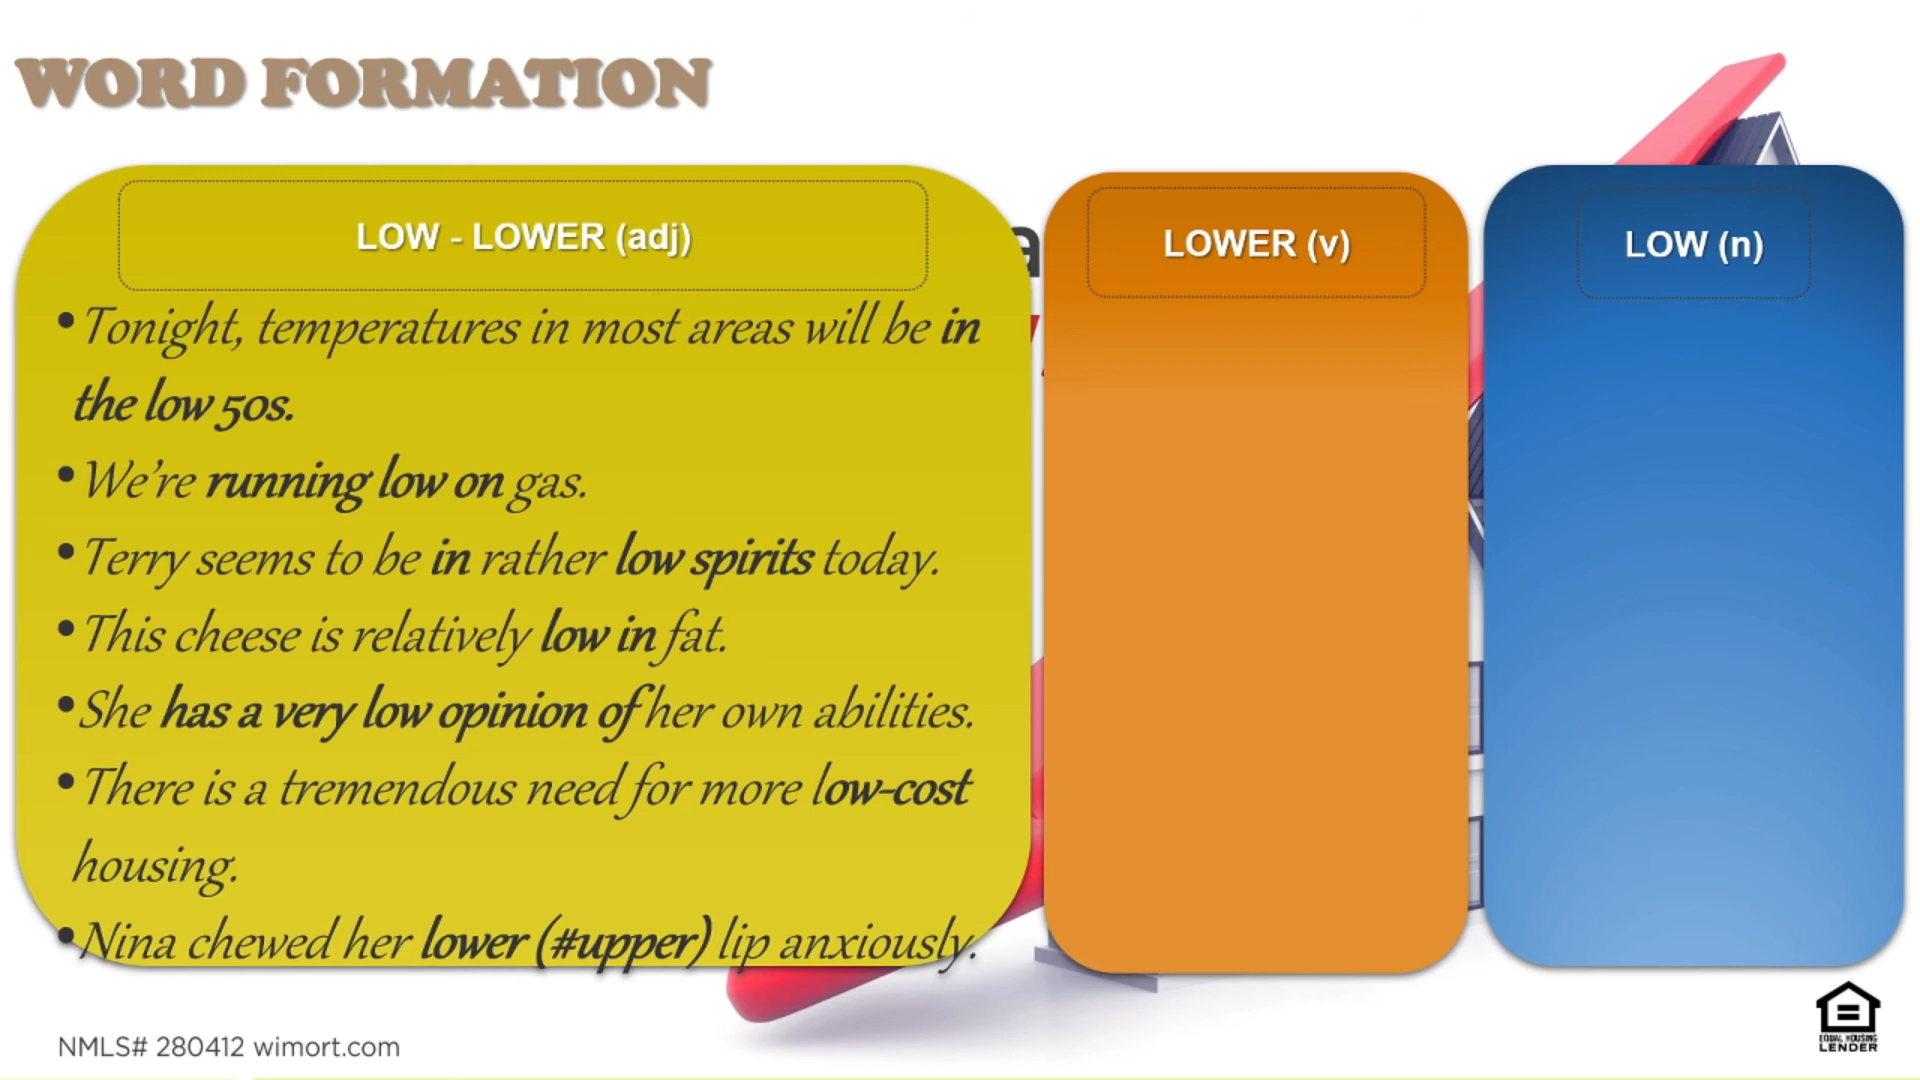 WORD FORMATION
LOW - LOWER (adj)
• Tonight, temperatures in most areas will be in
the low 50s.
• We're running low on gas.
• Terry seems to be in rather low spirits today.
• This cheese is relatively low in fat.
• She has a very low opinion of her own abilities.
• There is a tremendous need for more low-cost
housing.
• Nina chewed her lower (#upper) lip anxiously.
LOWER (v)
LOW (n)
a
NMLS# 280412 wimort.com
EQUAL HOUSING
LENDER